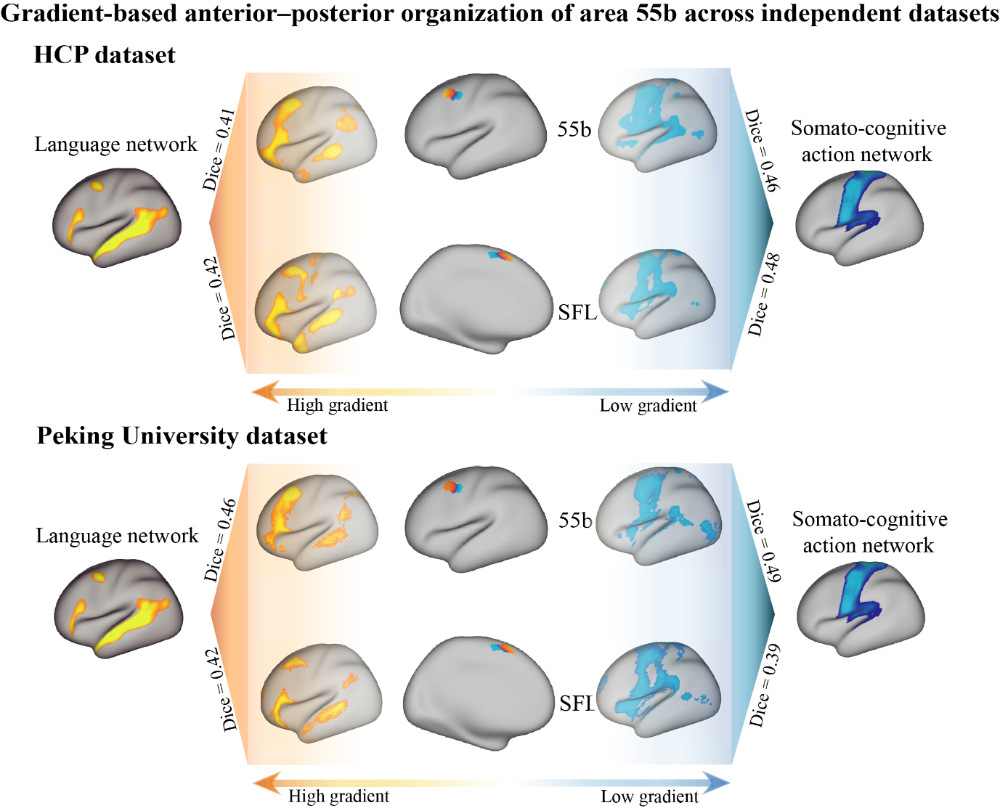 Gradient-based anterior–posterior organization of area 55b across independent datasets
HCP dataset
Language network
Dice = 0.41
Dice = 0.42
55b
SFL
Dice = 0.46
Dice = 0.48
Somato-cognitive
action network
High gradient
Low gradient
Peking University dataset
Language network
Dice = 0.46
Dice = 0.42
55b
SFL
Dice = 0.49
Dice = 0.39
Somato-cognitive
action network
High gradient
Low gradient